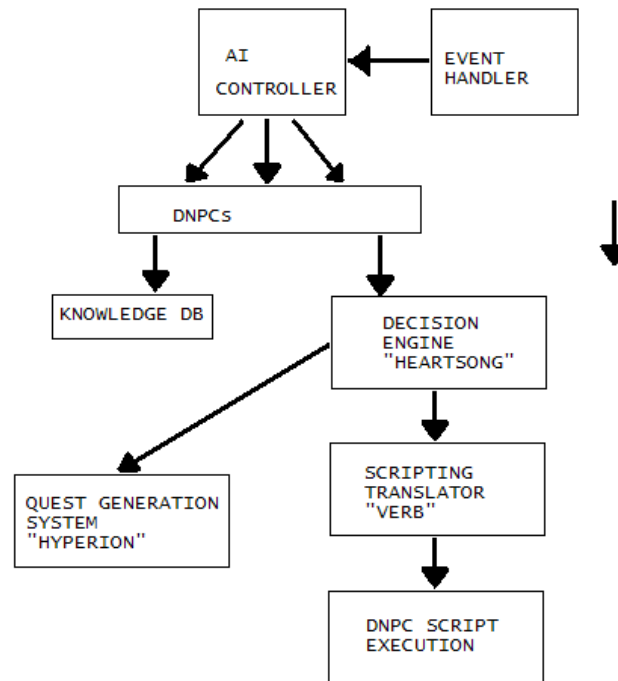 AI
CONTROLLER
EVENT
HANDLER
DNPCs
KNOWLEDGE DB
DECISION
ENGINE
"HEARTSONG"
QUEST GENERATION
SYSTEM
"HYPERION"
SCRIPTING
TRANSLATOR
"VERB"
DNPC SCRIPT
EXECUTION